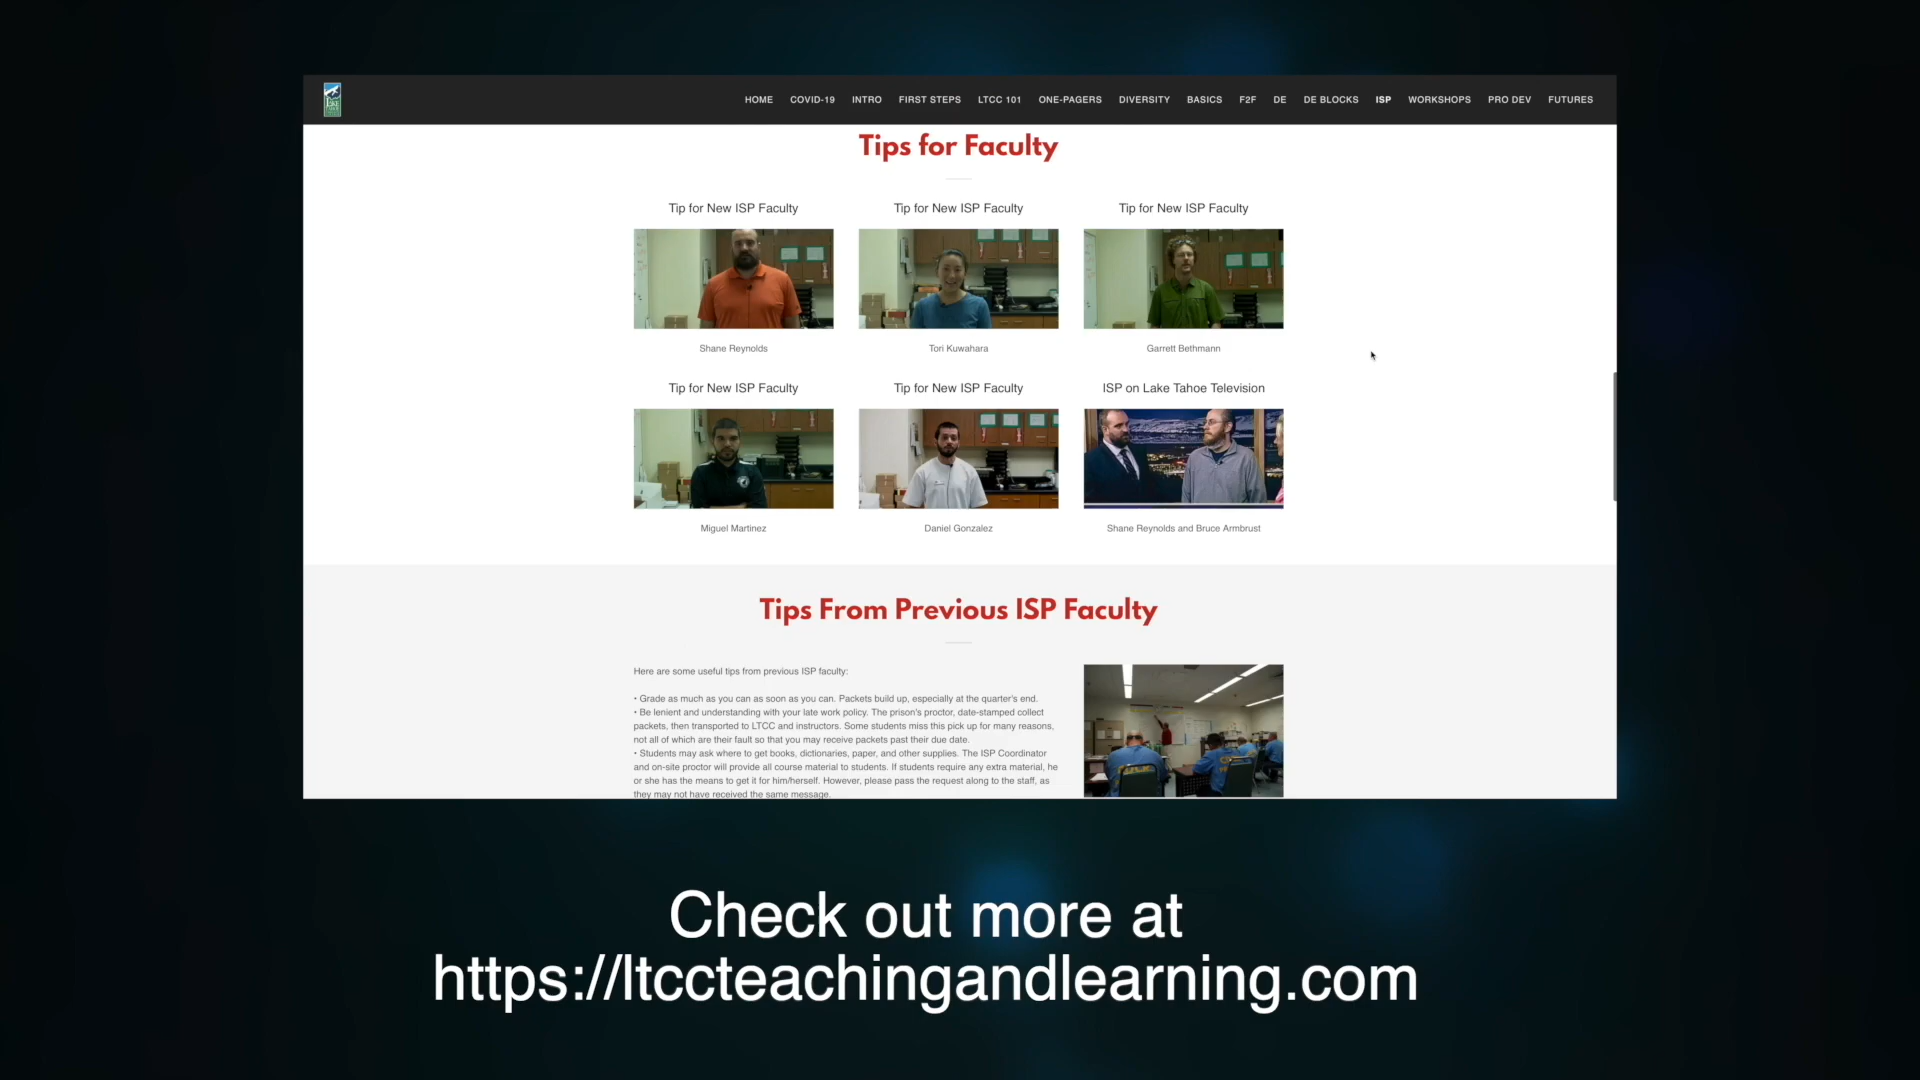 HOME COVID-19 INTRO FIRST STEPS LTCC 101 ONE-PAGERS DIVERSITY BASICS F2F DE DE BLOCKS ISP WORKSHOPS PRO DEV FUTURES
Tips for Faculty
Tip for New ISP Faculty
Shane Reynolds
Tip for New ISP Faculty
Tori Kuwahara
Tip for New ISP Faculty
Garrett Bethmann
Tip for New ISP Faculty
Miguel Martinez
Tip for New ISP Faculty
Daniel Gonzalez
ISP on Lake Tahoe Television
Shane Reynolds and Bruce Armbrust
Tips From Previous ISP Faculty
Here are some useful tips from previous ISP faculty:
• Grade as much as you can as soon as you can. Packets build up, especially at the quarter's end.
• Be lenient and understanding with your late work policy. The prison's proctor, date-stamped collect
packets, then transported to LTCC and instructors. Some students miss this pick up for many reasons,
not all of which are their fault so that you may receive packets past their due date.
• Students may ask where to get books, dictionaries, paper, and other supplies. The ISP Coordinator
and on-site proctor will provide all course material to students. If students require any extra material, he
or she has the means to get it for him/herself. However, please pass the request along to the staff, as
they may not have received the same message.
Check out more at
https://ltccteachingandlearning.com